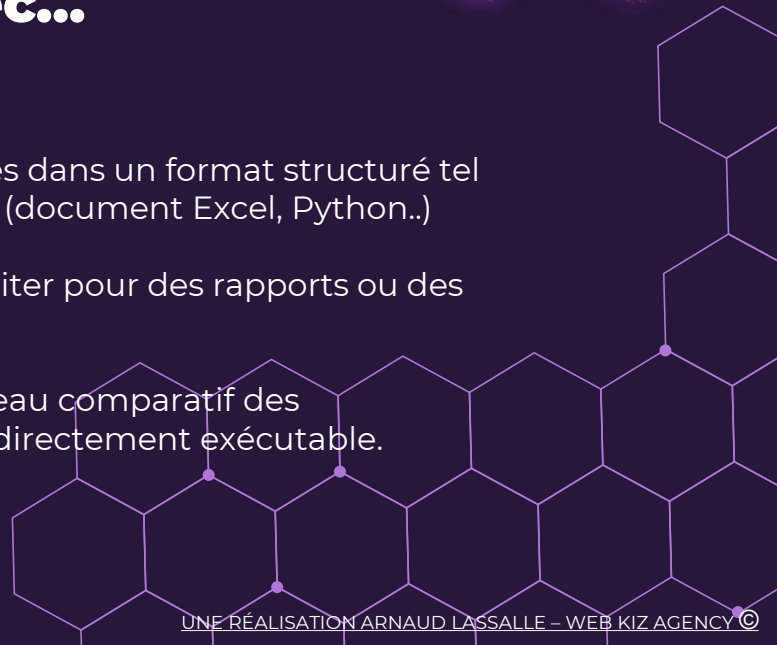 c...
es dans un format structuré tel
(document Excel, Python..)
iter pour des rapports ou des
eau comparatif des
directement exécutable.
UNE RÉALISATION ARNAUD LASSALLE – WEB KIZ AGENCY ©